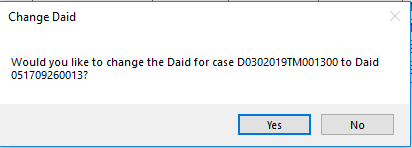 Change Daid
Would you like to change the Daid for case D0302019TM001300 to Daid
051709260013?
Yes
No